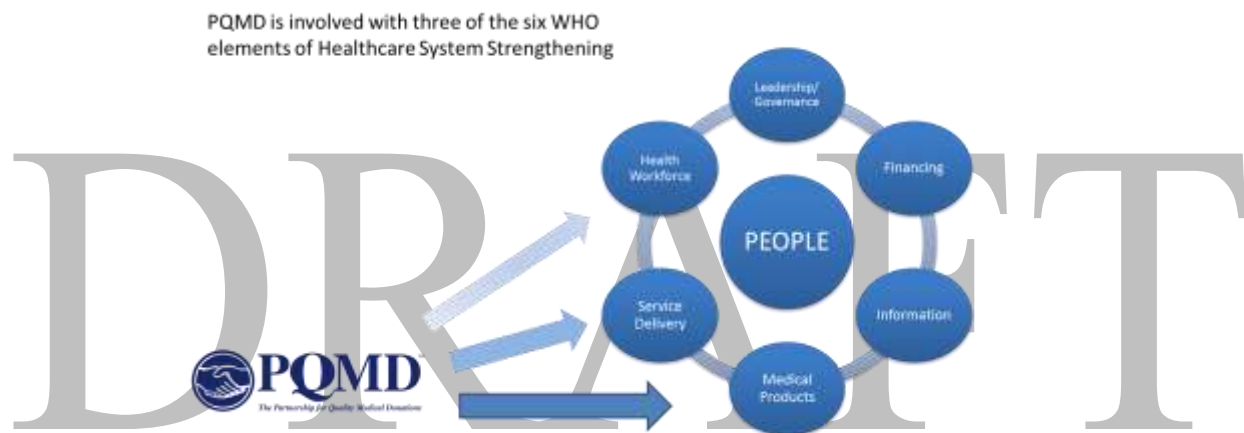 PQMD is involved with three of the six WHO
elements of Healthcare System Strengthening
Leadership/
Governance
Health
Workforce
Financing
PEOPLE
Service
Delivery
Information
Medical
Products
PQMD
The Partnership for Quality Medical Donations
DRAFT